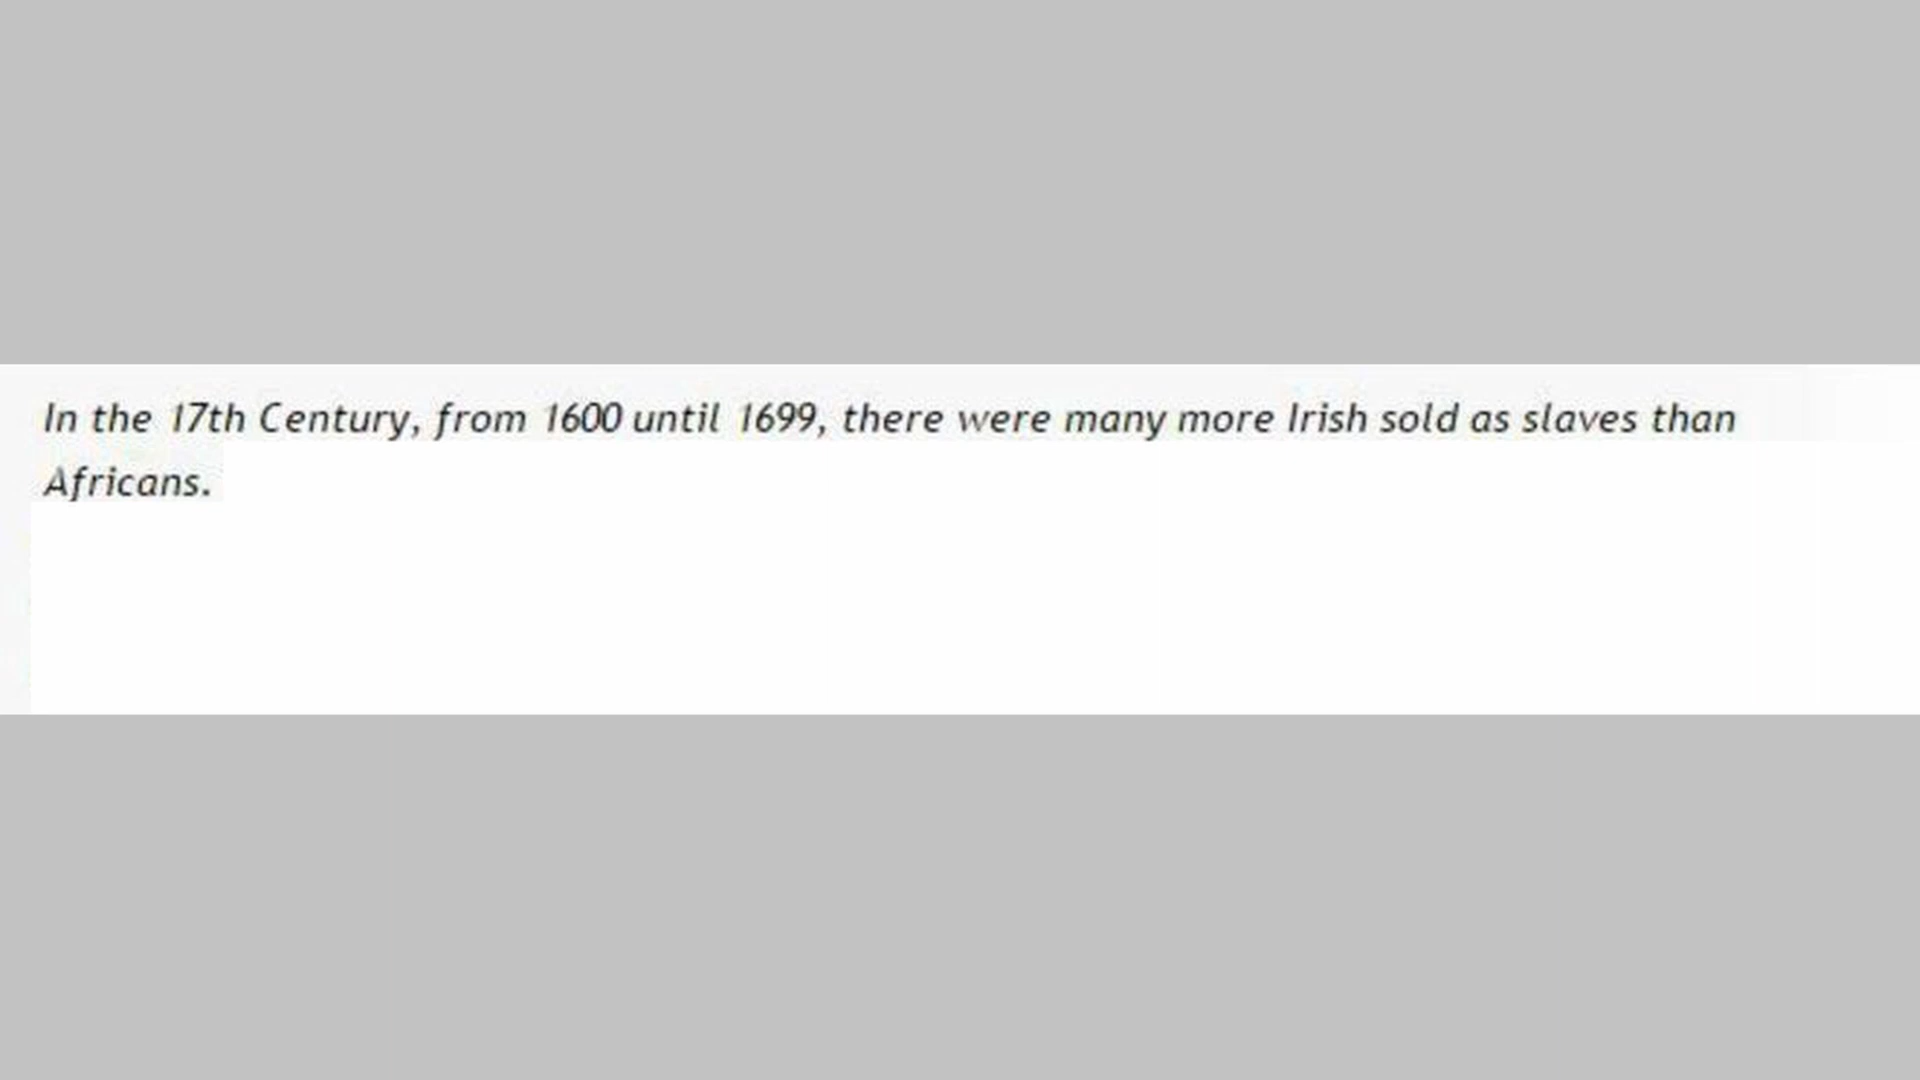 In the 17th Century, from 1600 until 1699, there were many more Irish sold as slaves than
Africans.